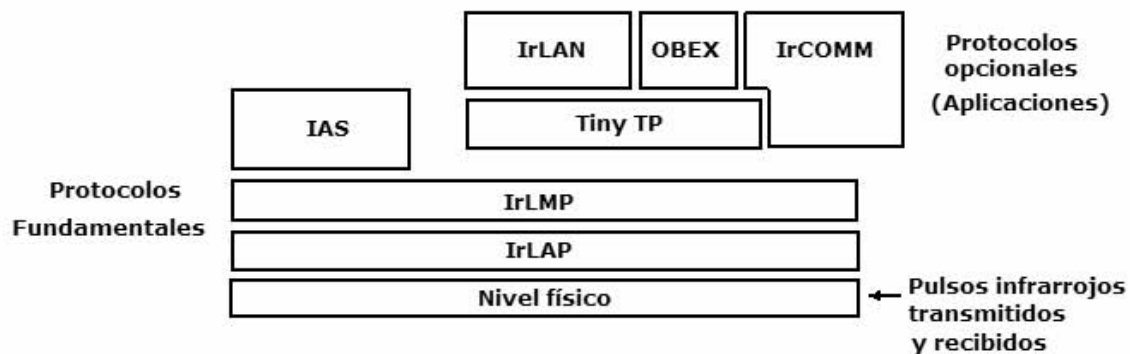 IrLAN
OBEX
IrCOMM
Protocolos
opcionales
(Aplicaciones)
Tiny TP
IAS
Protocolos
Fundamentales
IrLMP
IrLAP
Nivel físico
Pulsos infrarrojos
transmitidos
y recibidos